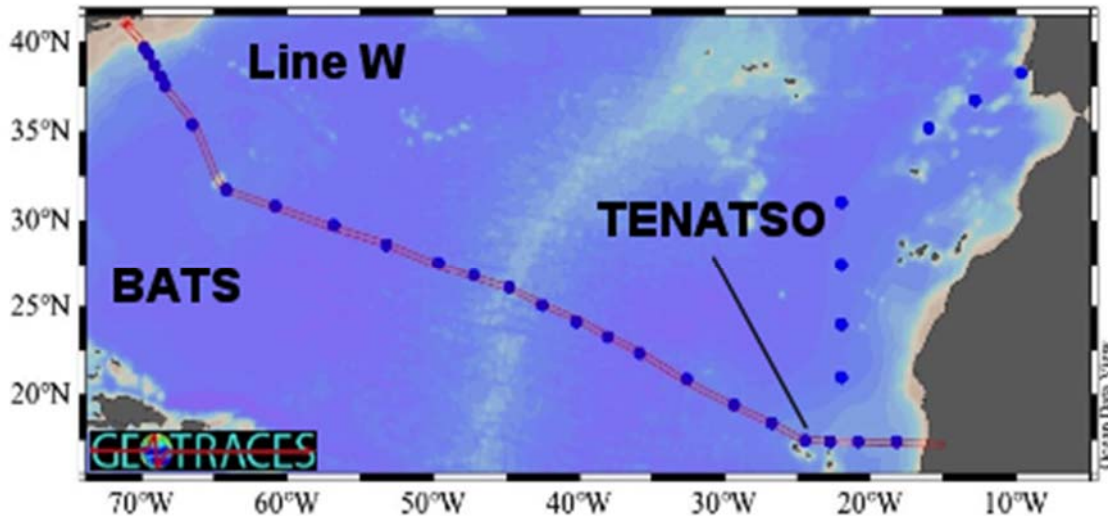 40°N
35°N
30°N
25°N
20°N
Line W
TENATSO
BATS
GEOTRACES
Ocean Data View
70°W
60°W
50°W
40°W
30°W
20°W
10°W